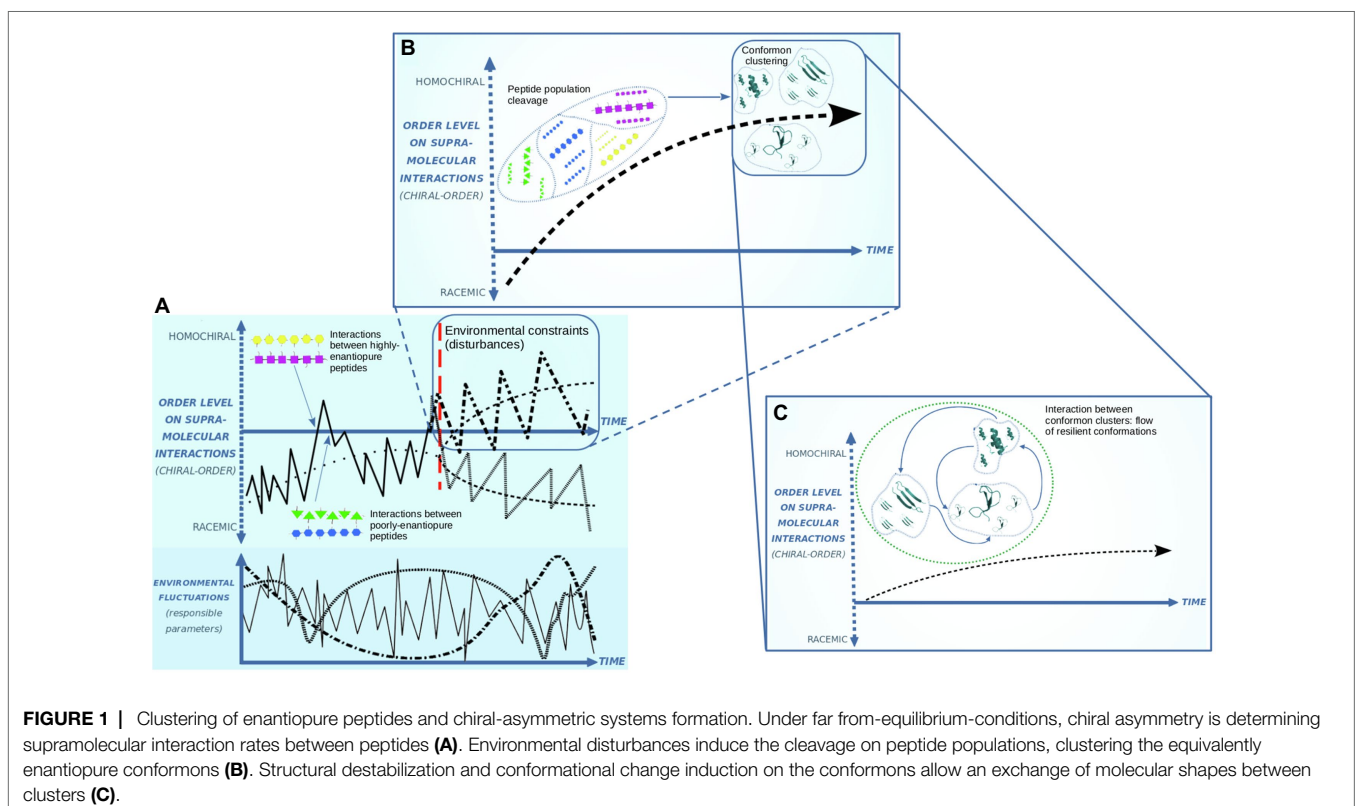 B
HOMOCHIRAL
ORDER LEVEL
ON SUPRA-
MOLECULAR
INTERACTIONS
(CHIRAL-ORDER)
RACEMIC
Peptide population
cleavage
Conformon
clustering
TIME
A
HOMOCHIRAL
ORDER LEVEL
ON SUPRA-
MOLECULAR
INTERACTIONS
(CHIRAL-ORDER)
RACEMIC
Interactions
between highly-
enantiopure
peptides
Environmental constraints
(disturbances)
TIME
Interactions between
poorly-enantiopure
peptides
ENVIRONMENTAL
FLUCTUATIONS
(responsible
parameters)
TIME
C
HOMOCHIRAL
ORDER LEVEL
ON SUPRA-
MOLECULAR
INTERACTIONS
(CHIRAL-ORDER)
RACEMIC
Interaction between
conformon clusters: flow
of resilient conformations
TIME
FIGURE 1 | Clustering of enantiopure peptides and chiral-asymmetric systems formation. Under far from-equilibrium-conditions, chiral asymmetry is determining
supramolecular interaction rates between peptides (A). Environmental disturbances induce the cleavage on peptide populations, clustering the equivalently
enantiopure conformons (B). Structural destabilization and conformational change induction on the conformons allow an exchange of molecular shapes between
clusters (C).